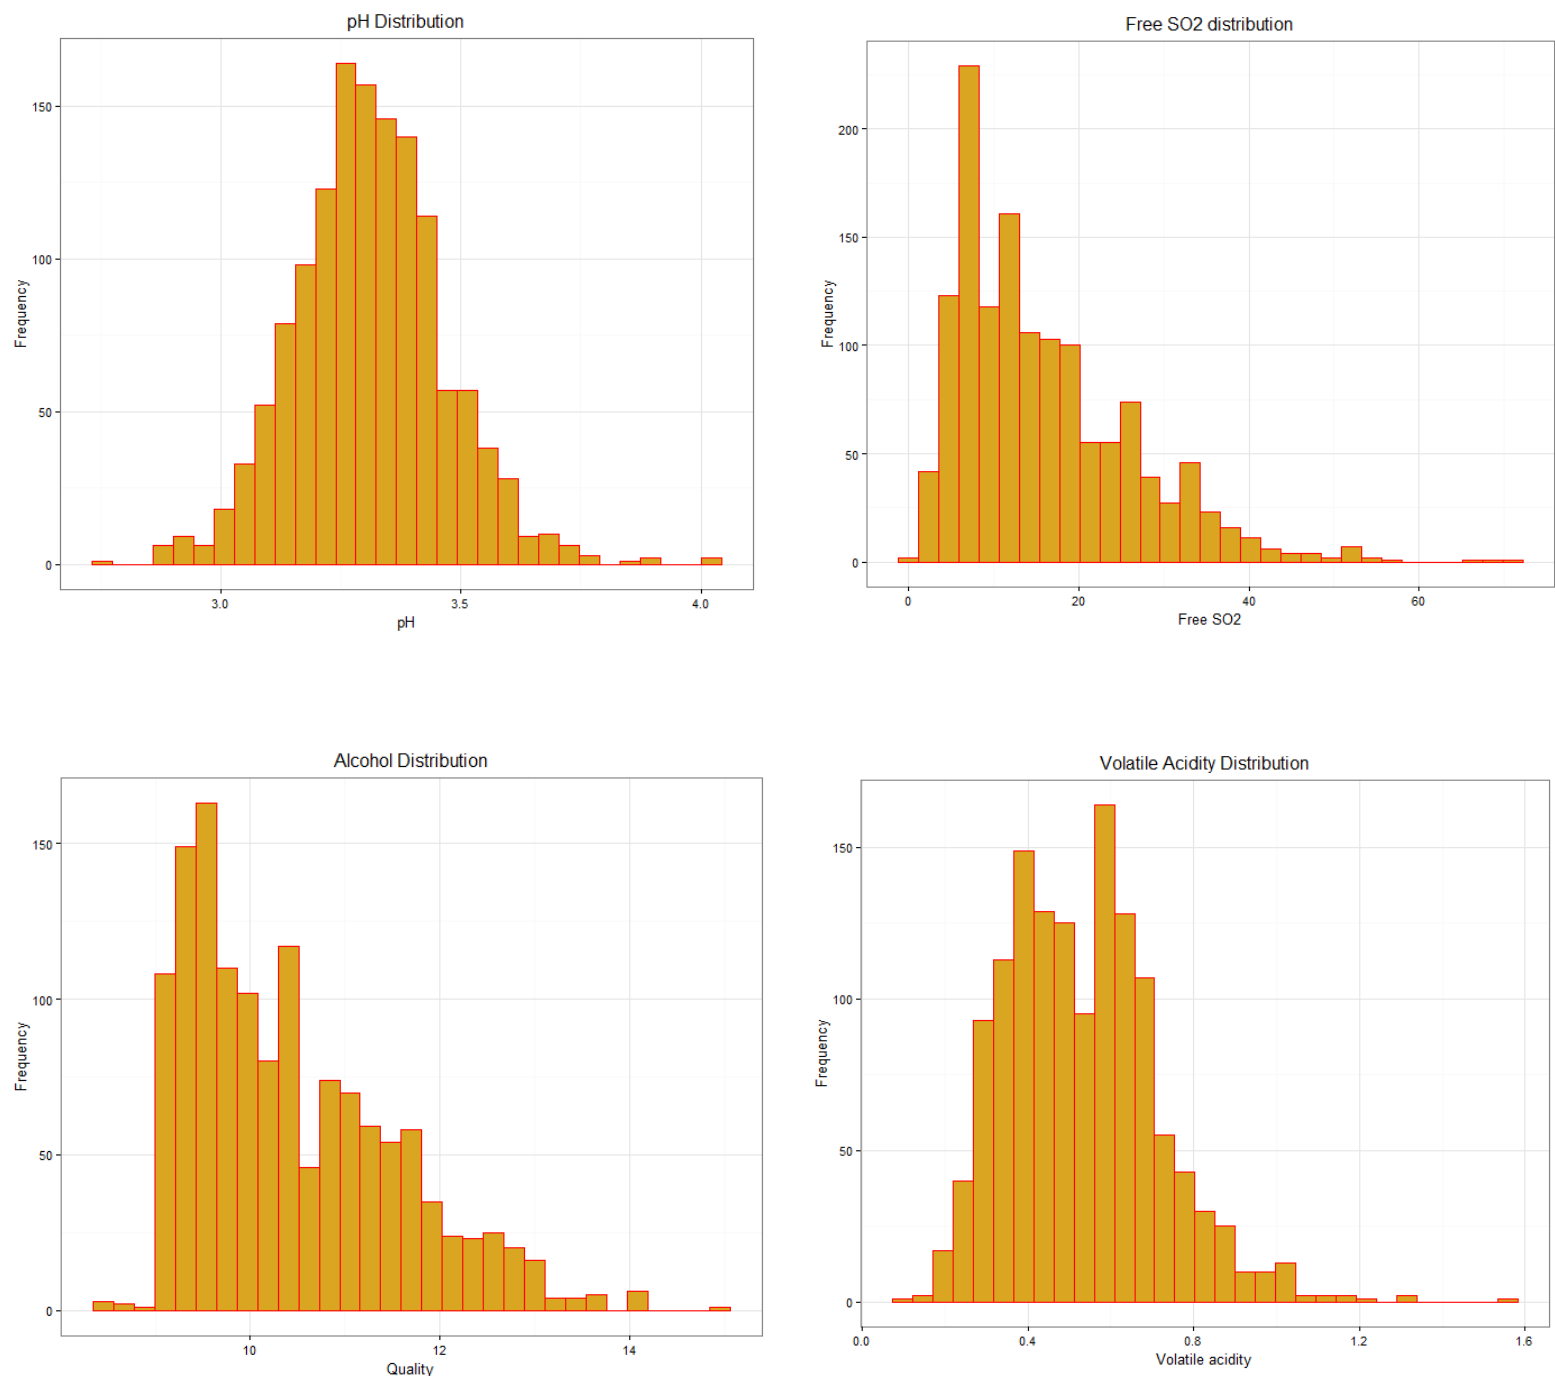 pH Distribution
150
100
50
0
Frequency
3.0 3.5 4.0
pH
Free SO2 distribution
200
150
100
50
0
Frequency
0 20 40 60
Free SO2
Alcohol Distribution
150
100
50
0
Frequency
10 12 14
Quality
Volatile Acidity Distribution
150
100
50
0
Frequency
0.0 0.4 0.8 1.2 1.6
Volatile acidity